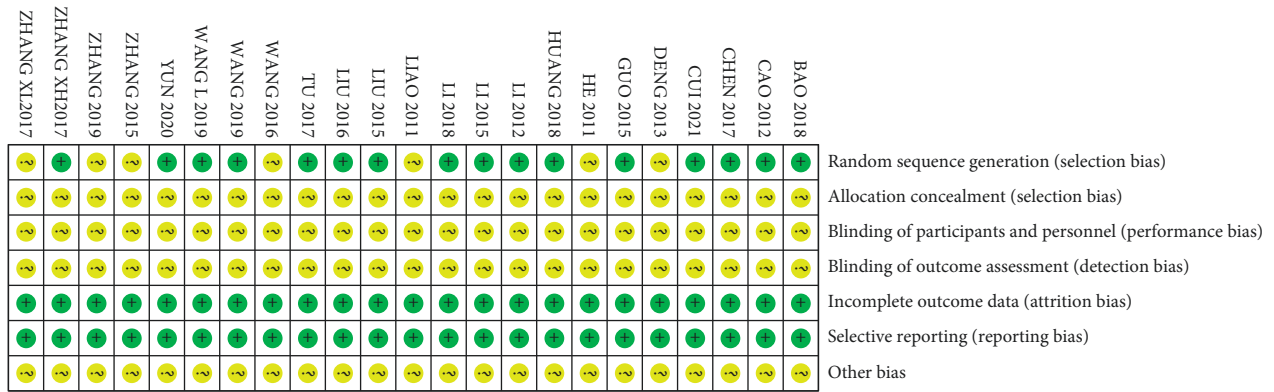 ZHANG XL2017
ZHANG XH2017
ZHANG 2019
ZHANG 2015
YUN 2020
WANG L 2019
WANG 2019
WANG 2016
TU 2017
LIU 2016
LIU 2015
LIAO 2011
LI 2018
LI 2015
LI 2012
HUANG 2018
HE 2011
GUO 2015
DENG 2013
CUI 2021
CHEN 2017
CAO 2012
BAO 2018
? + ? ? + + + ? + + + ? + + + + ? + ? + + + + Random sequence generation (selection bias)
? ? ? ? ? ? ? ? ? ? ? ? ? ? ? ? ? ? ? ? ? ? ? Allocation concealment (selection bias)
? ? ? ? ? ? ? ? ? ? ? ? ? ? ? ? ? ? ? ? ? ? ? Blinding of participants and personnel (performance bias)
? ? ? ? ? ? ? ? ? ? ? ? ? ? ? ? ? ? ? ? ? ? ? Blinding of outcome assessment (detection bias)
+ + + + + + + + + + + + + + + + + + + + + + + Incomplete outcome data (attrition bias)
+ + + + + + + + + + + + + + + + + + + + + + + Selective reporting (reporting bias)
? ? ? ? ? ? ? ? ? ? ? ? ? ? ? ? ? ? ? ? ? ? ? Other bias